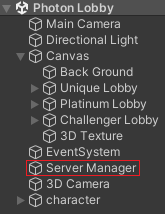 Photon Lobby
Main Camera
Directional Light
Canvas
Back Ground
Unique Lobby
Platinum Lobby
Challenger Lobby
3D Texture
EventSystem
Server Manager
3D Camera
character